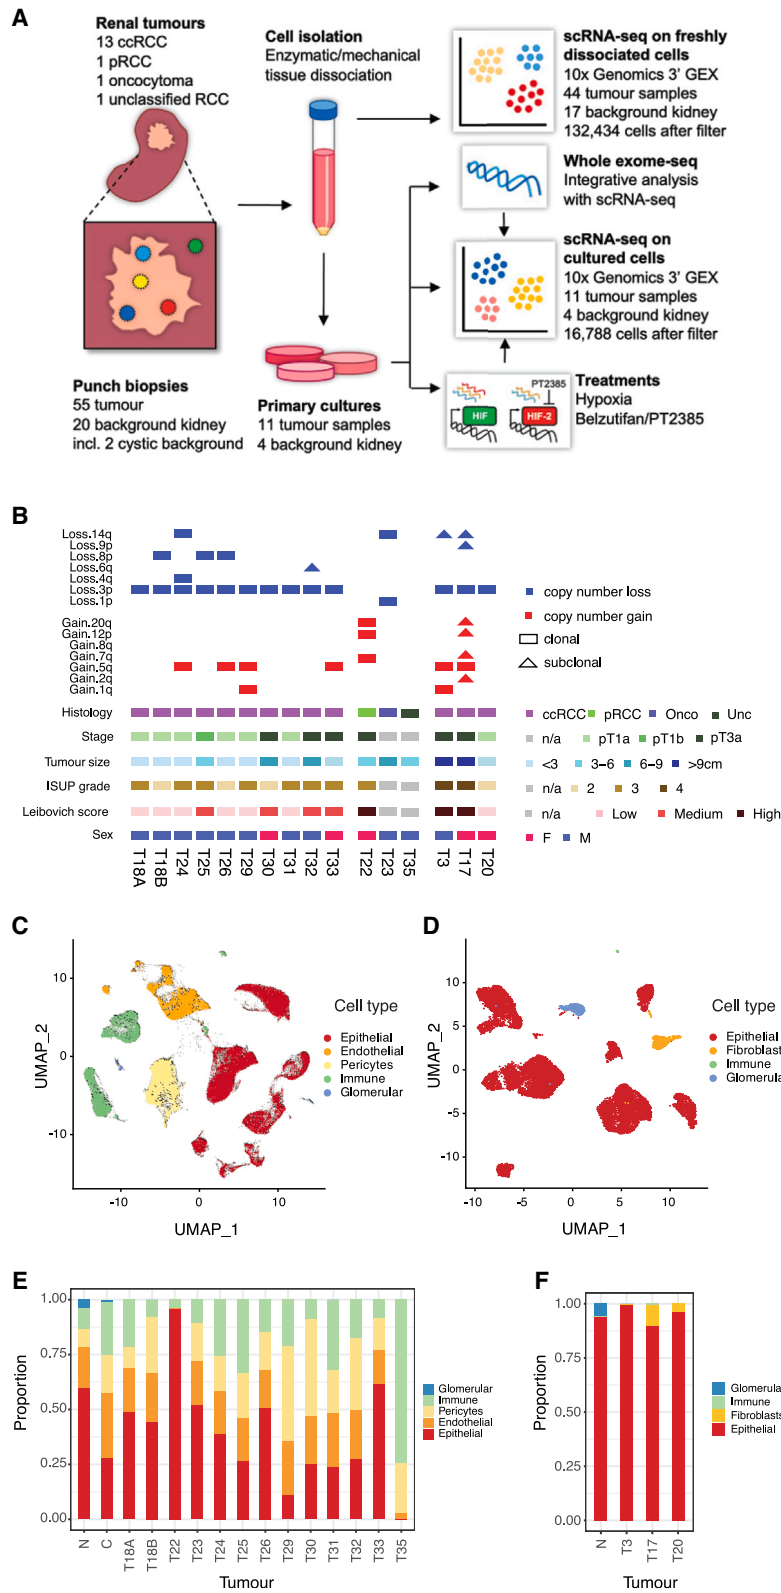 A
Renal tumours
13 ccRCC
1 pRCC
1 oncocytoma
1 unclassified RCC
Cell isolation
Enzymatic/mechanical
tissue dissociation
scRNA-seq on freshly
dissociated cells
10x Genomics 3' GEX
44 tumour samples
17 background kidney
132,434 cells after filter
Whole exome-seq
Integrative analysis
with scRNA-seq
scRNA-seq on
cultured cells
10x Genomics 3' GEX
11 tumour samples
4 background kidney
16,788 cells after filter
Punch biopsies
55 tumour
20 background kidney
incl. 2 cystic background
Primary cultures
11 tumour samples
4 background kidney
PT2385
HIF
HIF-2
Treatments
Hypoxia
Belzutifan/PT2385
B
Loss.14q
Loss.9p
Loss.8p
Loss.6q
Loss.4q
Loss.3p
Loss.1p
Gain.20q
Gain.12p
Gain.8q
Gain.7q
Gain.5q
Gain.2q
Gain.1q
copy number loss
copy number gain
clonal
subclonal
Histology
ccRCC pRCC Onco Unc
Stage
n/a pT1a pT1b pT3a
Tumour size
<3 3–6 6–9 >9cm
ISUP grade
n/a 2 3 4
Leibovich score
n/a Low Medium High
Sex
F M
T18A T18B T24 T25 T26 T29 T30 T31 T32 T33 T22 T23 T35 T3 T17 T20
C
UMAP_2
10
0
-10
-10 0 10
UMAP_1
Cell type
Epithelial
Endothelial
Pericytes
Immune
Glomerular
D
UMAP_2
10
5
0
-5
-10
-10 -5 0 5 10
UMAP_1
Cell type
Epithelial
Fibroblast
Immune
Glomerula
E
Proportion
1.00
0.75
0.50
0.25
0.00
N C T18A T18B T22 T23 T24 T25 T26 T29 T30 T31 T32 T33 T35
Tumour
Glomerular
Immune
Pericytes
Endothelial
Epithelial
F
Proportion
1.00
0.75
0.50
0.25
0.00
N T3 T17 T20
Tumour
Glomerular
Immune
Fibroblasts
Epithelial